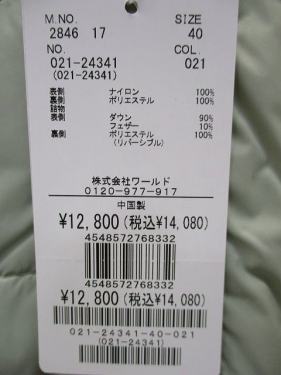 M.NO. SIZE
2846 17 40
NO. COL.
021-24341 021
(021-24341)
表側 ナイロン 100%
裏側 ポリエステル 100%
詰物
表側 ダウン 90%
フェザー 10%
裏側 ポリエステル 100%
(リバーシブル)
株式会社ワールド
0120-977-917
中国製
¥12,800(税込¥14,080)
4548572768332
4548572768332
¥12,800(税込¥14,080)
021-24341-40-021
(021-24341)